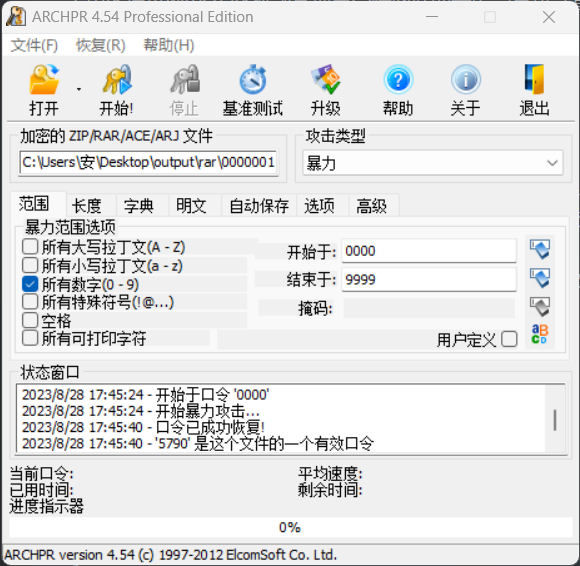 ARCHPR 4.54 Professional Edition
文件(F) 恢复(R) 帮助(H)
打开 开始! 停止 基准测试 升级 帮助 关于 退出
加密的 ZIP/RAR/ACE/ARJ 文件 攻击类型
C:\Users\安\Desktop\output\rar\0000001 暴力
范围 长度 字典 明文 自动保存 选项 高级
暴力范围选项
所有大写拉丁文(A - Z) 开始于: 0000
所有小写拉丁文(a - z)
所有数字(0 - 9) 结束于: 9999
所有特殊符号(!@...) 掩码:
空格
所有可打印字符 用户定义
状态窗口
2023/8/28 17:45:24 - 开始于口令 '0000'
2023/8/28 17:45:24 - 开始暴力攻击...
2023/8/28 17:45:40 - 口令已成功恢复!
2023/8/28 17:45:40 - '5790' 是这个文件的一个有效口令
当前口令: 平均速度:
已用时间: 剩余时间:
进度指示器
0%
ARCHPR version 4.54 (c) 1997-2012 ElcomSoft Co. Ltd.